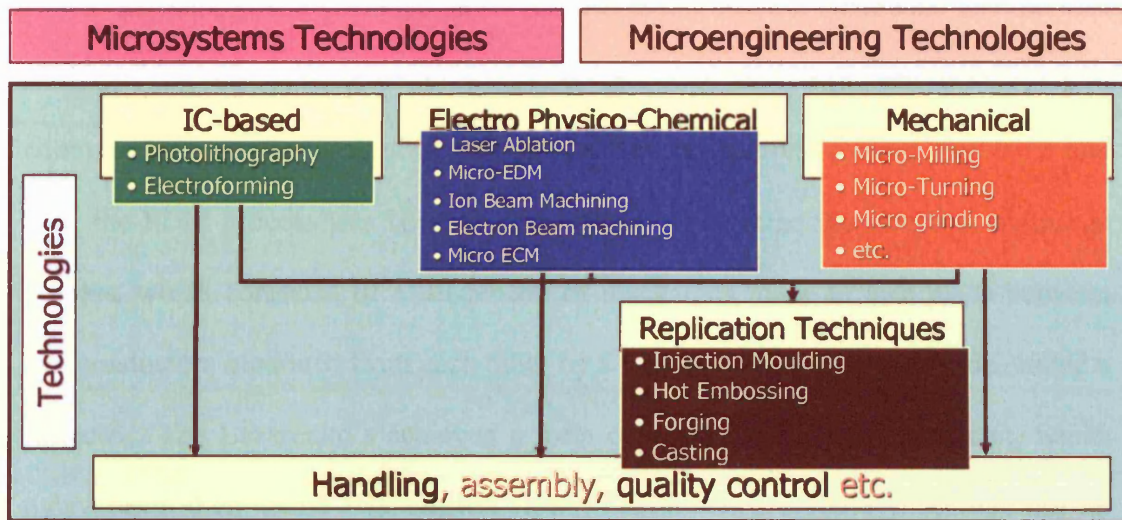 Microsystems Technologies
Microengineering Technologies
Technologies
IC-based
• Photolithography
• Electroforming
Electro Physico-Chemical
• Laser Ablation
• Micro-EDM
• Ion Beam Machining
• Electron Beam machining
• Micro ECM
Mechanical
• Micro-Milling
• Micro-Turning
• Micro grinding
• etc.
Replication Techniques
• Injection Moulding
• Hot Embossing
• Forging
• Casting
Handling, assembly, quality control etc.